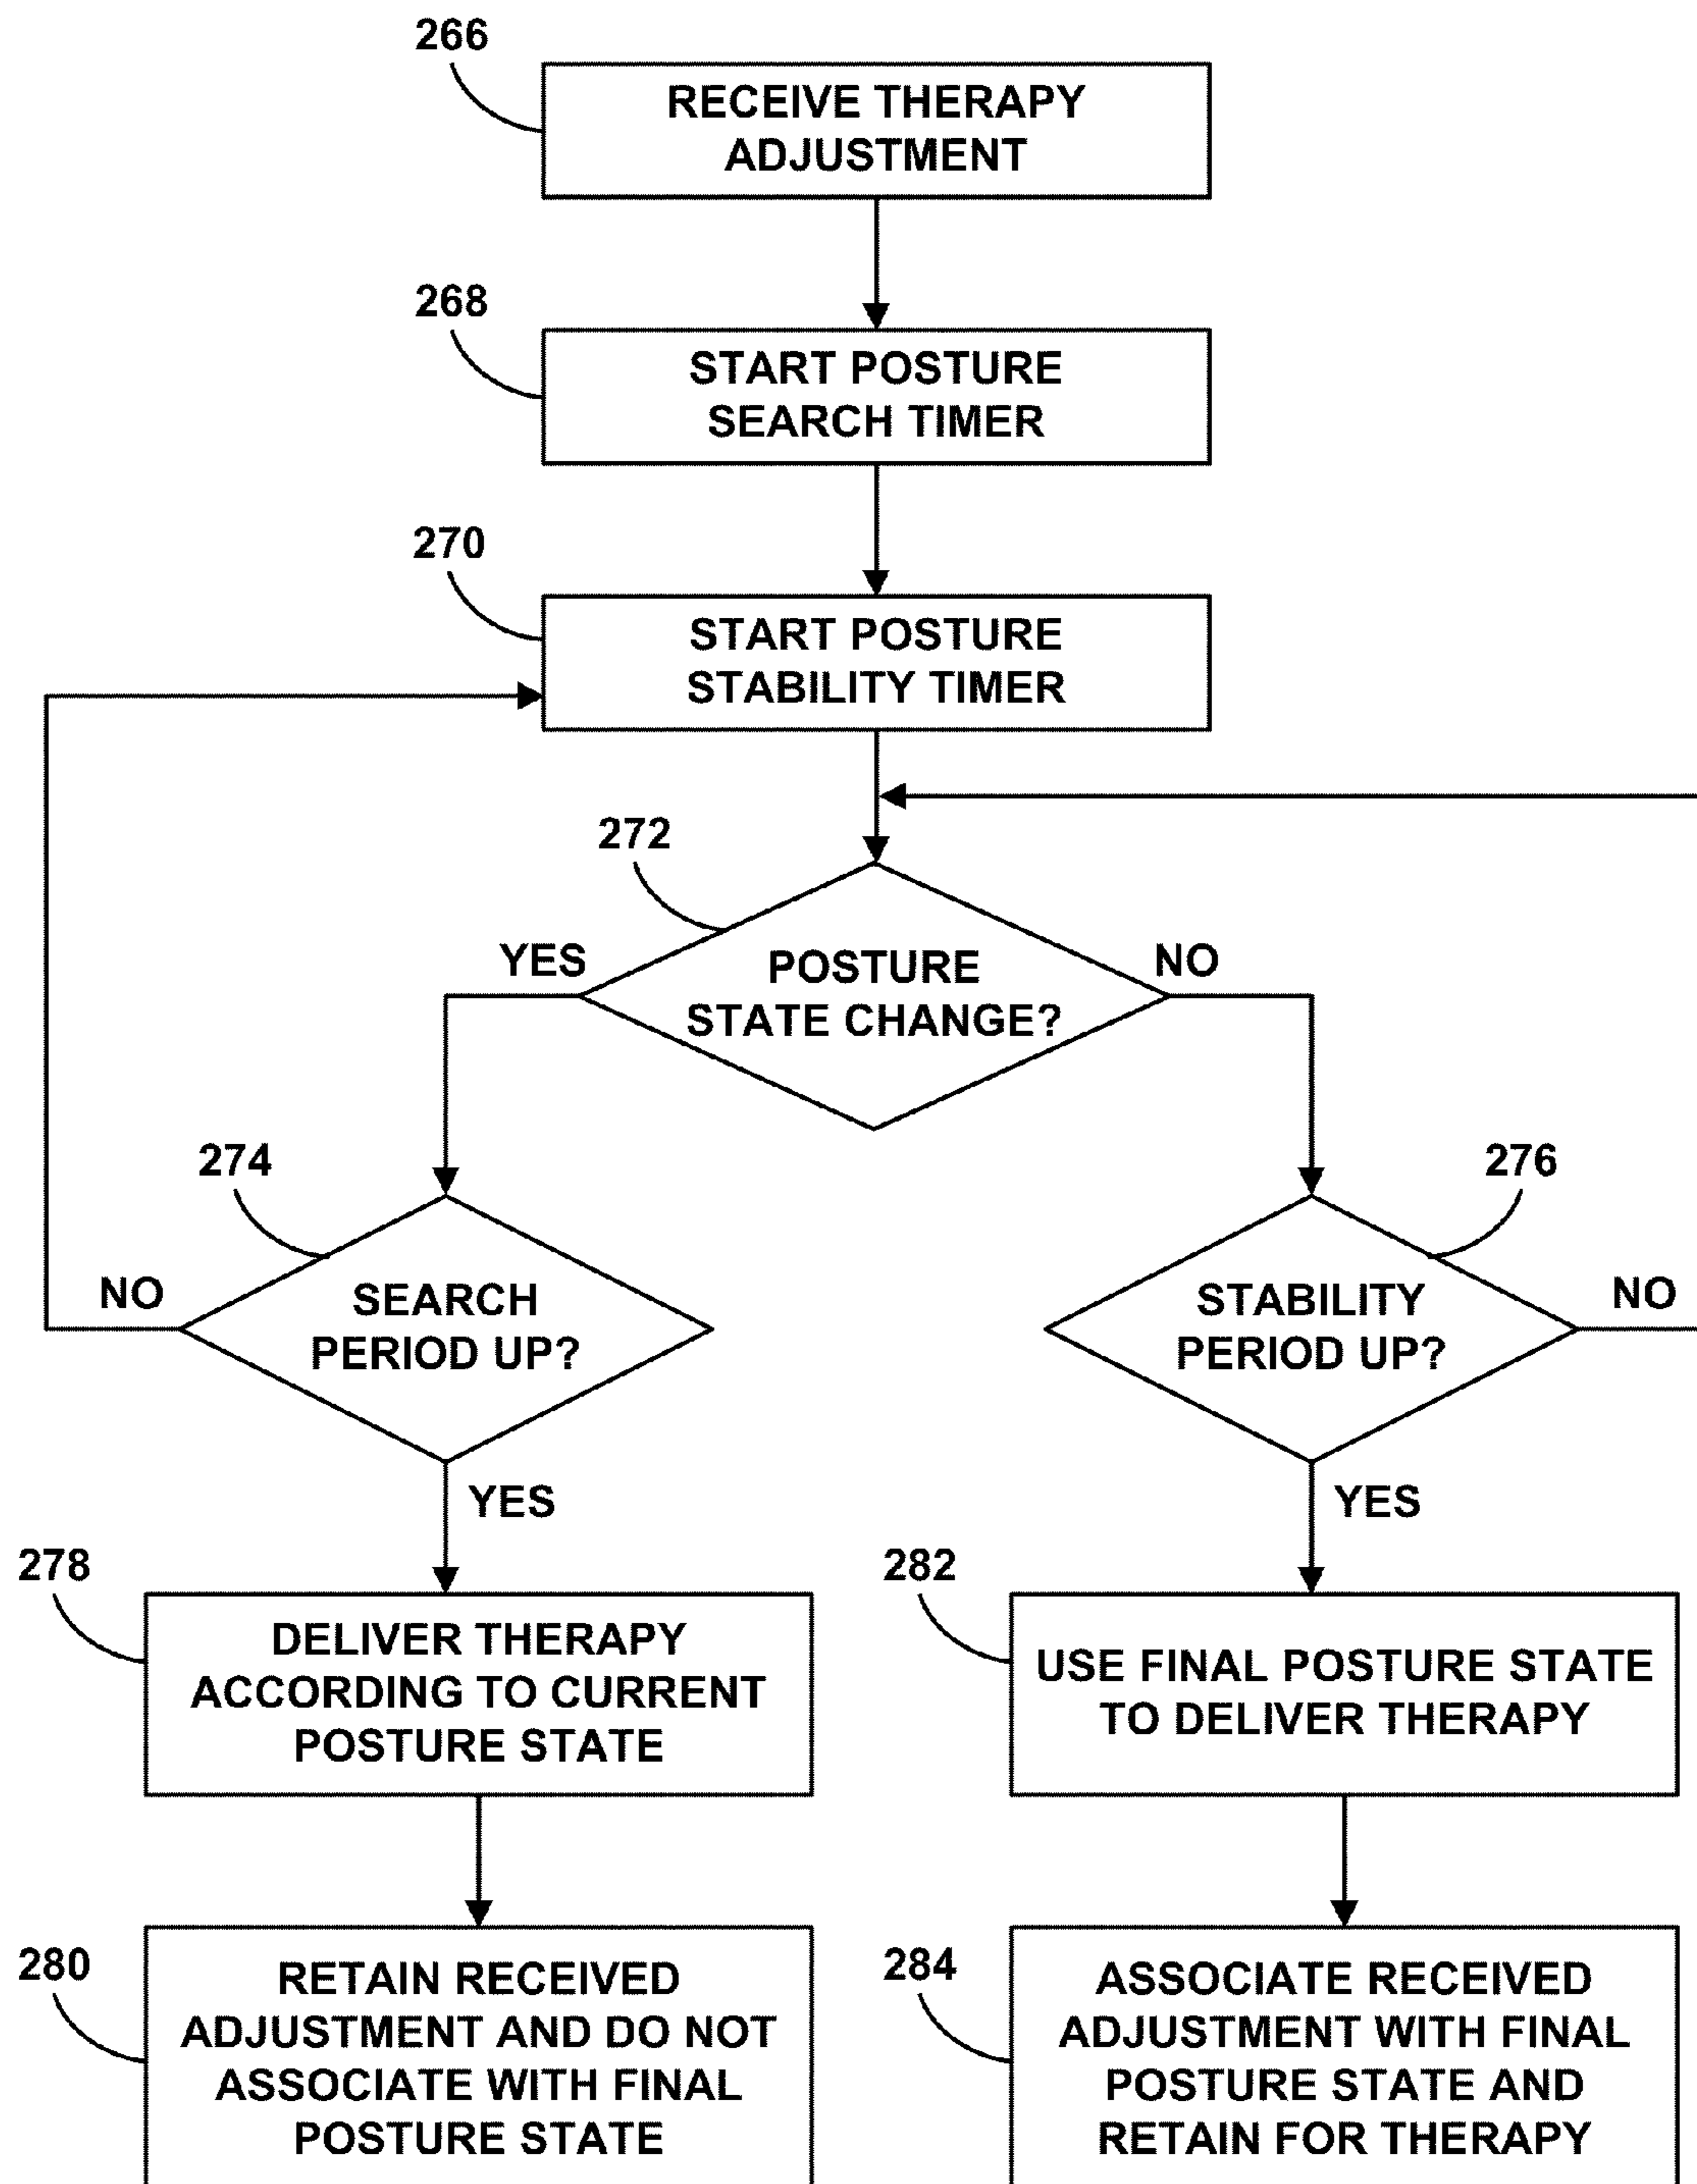 266
RECEIVE THERAPY
ADJUSTMENT
268
START POSTURE
SEARCH TIMER
270
START POSTURE
STABILITY TIMER
272
YES
POSTURE
STATE CHANGE?
NO
274
276
NO
SEARCH
PERIOD UP?
STABILITY
PERIOD UP?
NO
YES
YES
278
DELIVER THERAPY
ACCORDING TO CURRENT
POSTURE STATE
282
USE FINAL POSTURE STATE
TO DELIVER THERAPY
280
RETAIN RECEIVED
ADJUSTMENT AND DO NOT
ASSOCIATE WITH FINAL
POSTURE STATE
284
ASSOCIATE RECEIVED
ADJUSTMENT WITH FINAL
POSTURE STATE AND
RETAIN FOR THERAPY